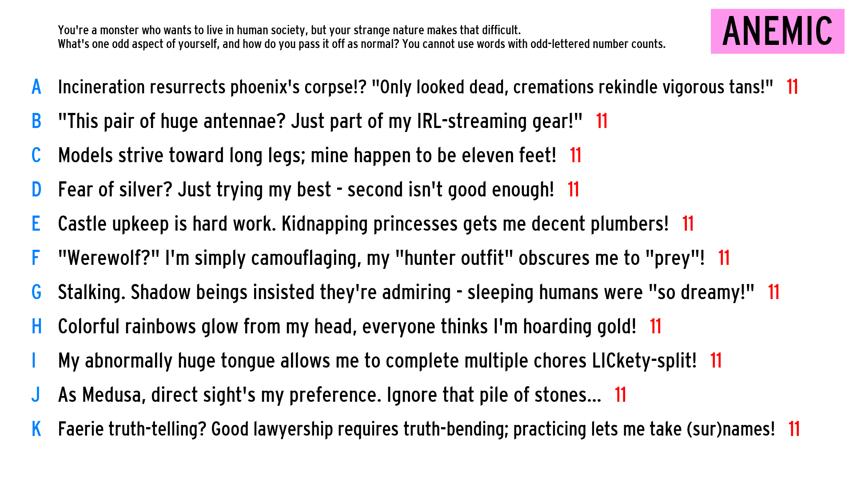 You're a monster who wants to live in human society, but your strange nature makes that difficult.
What's one odd aspect of yourself, and how do you pass it off as normal? You cannot use words with odd-lettered number counts.
ANEMIC
A Incineration resurrects phoenix's corpse!? "Only looked dead, cremations rekindle vigorous tans!" 11
B "This pair of huge antennae? Just part of my IRL-streaming gear!" 11
C Models strive toward long legs; mine happen to be eleven feet! 11
D Fear of silver? Just trying my best - second isn't good enough! 11
E Castle upkeep is hard work. Kidnapping princesses gets me decent plumbers! 11
F "Werewolf?" I'm simply camouflaging, my "hunter outfit" obscures me to "prey"! 11
G Stalking. Shadow beings insisted they're admiring - sleeping humans were "so dreamy!" 11
H Colorful rainbows glow from my head, everyone thinks I'm hoarding gold! 11
I My abnormally huge tongue allows me to complete multiple chores LICkety-split! 11
J As Medusa, direct sight's my preference. Ignore that pile of stones... 11
K Faerie truth-telling? Good lawyership requires truth-bending; practicing lets me take (sur)names! 11